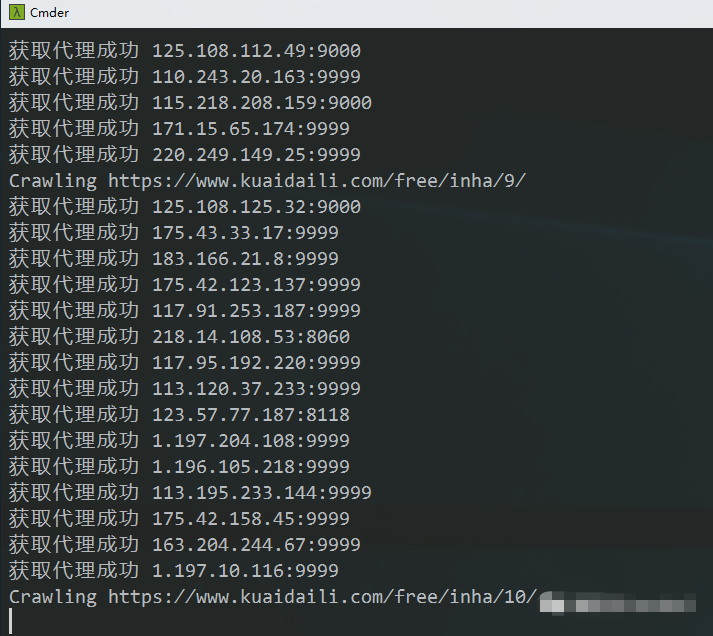 λ Cmder
获取代理成功 125.108.112.49:9000
获取代理成功 110.243.20.163:9999
获取代理成功 115.218.208.159:9000
获取代理成功 171.15.65.174:9999
获取代理成功 220.249.149.25:9999
Crawling https://www.kuaidaili.com/free/inha/9/
获取代理成功 125.108.125.32:9000
获取代理成功 175.43.33.17:9999
获取代理成功 183.166.21.8:9999
获取代理成功 175.42.123.137:9999
获取代理成功 117.91.253.187:9999
获取代理成功 218.14.108.53:8060
获取代理成功 117.95.192.220:9999
获取代理成功 113.120.37.233:9999
获取代理成功 123.57.77.187:8118
获取代理成功 1.197.204.108:9999
获取代理成功 1.196.105.218:9999
获取代理成功 113.195.233.144:9999
获取代理成功 175.42.158.45:9999
获取代理成功 163.204.244.67:9999
获取代理成功 1.197.10.116:9999
Crawling https://www.kuaidaili.com/free/inha/10/